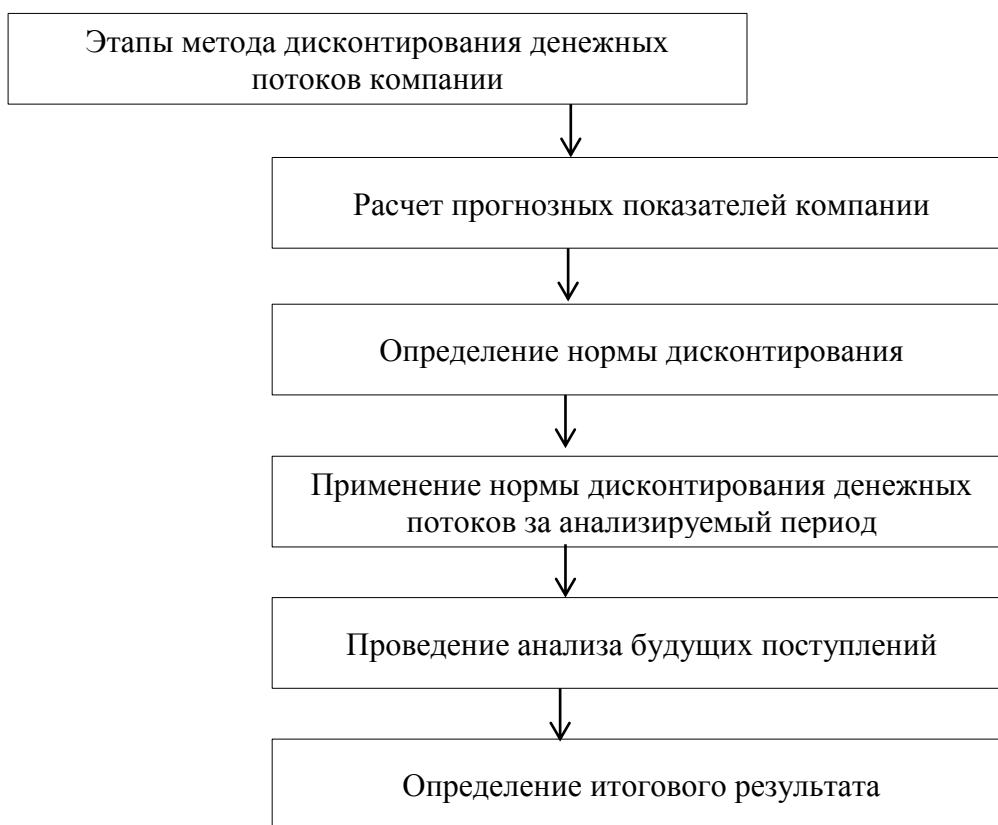 Этапы метода дисконтирования денежных
потоков компании
Расчет прогнозных показателей компании
Определение нормы дисконтирования
Применение нормы дисконтирования денежных
потоков за анализируемый период
Проведение анализа будущих поступлений
Определение итогового результата